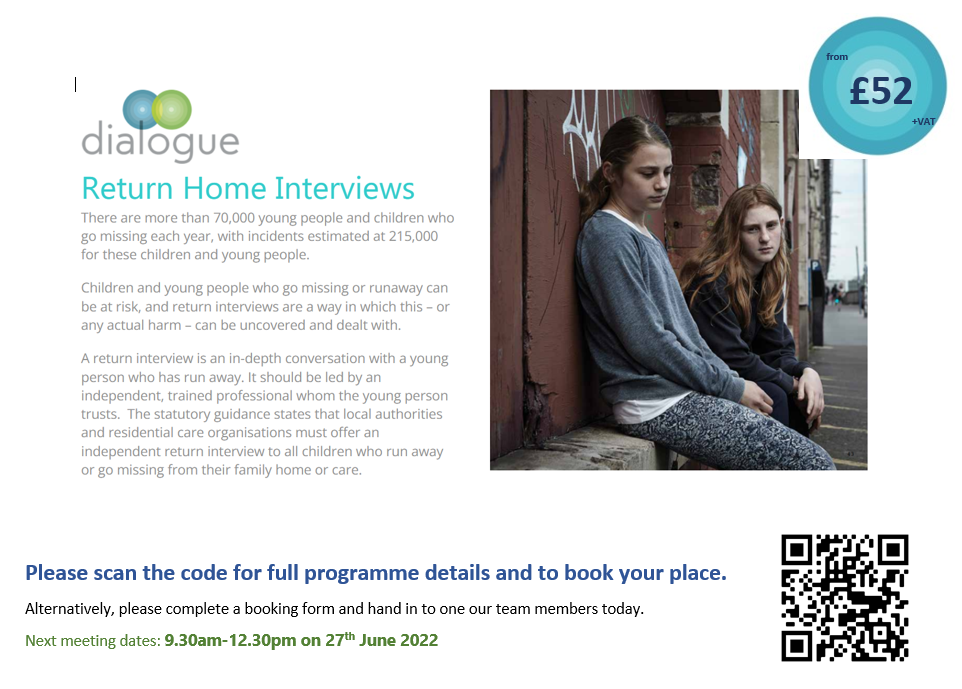 from
£52
+VAT
dialogue
Return Home Interviews
There are more than 70,000 young people and children who
go missing each year, with incidents estimated at 215,000
for these children and young people.
Children and young people who go missing or runaway can
be at risk, and return interviews are a way in which this – or
any actual harm – can be uncovered and dealt with.
A return interview is an in-depth conversation with a young
person who has run away. It should be led by an
independent, trained professional whom the young person
trusts. The statutory guidance states that local authorities
and residential care organisations must offer an
independent return interview to all children who run away
or go missing from their family home or care.
Please scan the code for full programme details and to book your place.
Alternatively, please complete a booking form and hand in to one our team members today.
Next meeting dates: 9.30am-12.30pm on 27th June 2022